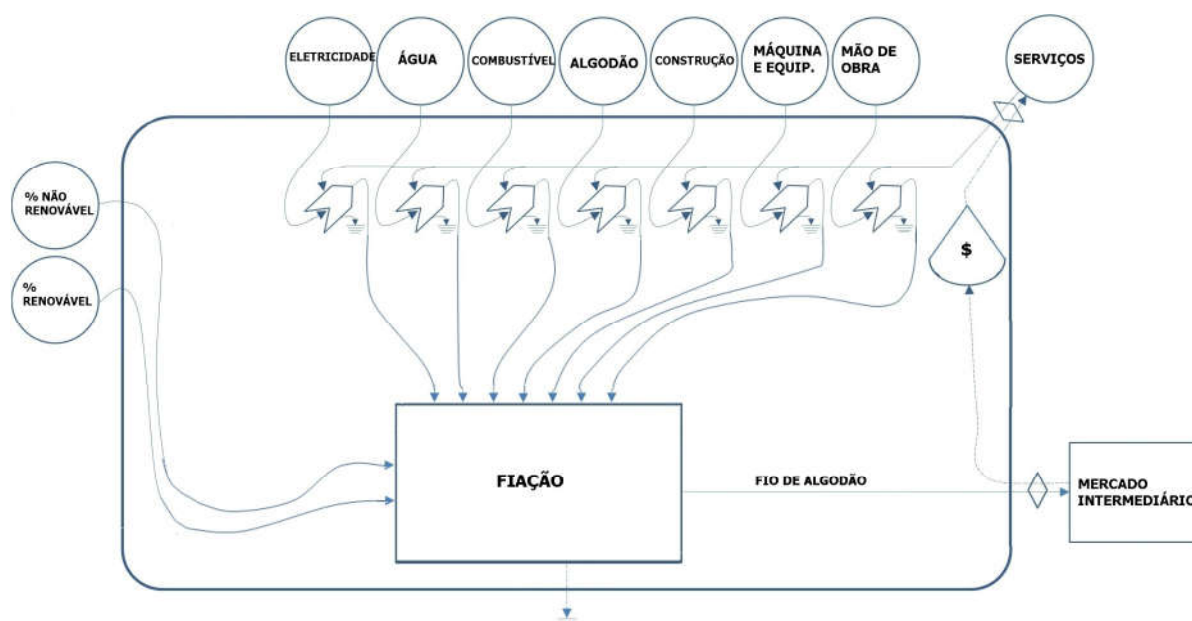 ELETRICIDADE
ÁGUA
COMBUSTÍVEL
ALGODÃO
CONSTRUÇÃO
MÁQUINA
E EQUIP.
MÃO DE
OBRA
SERVIÇOS
% NÃO
RENOVÁVEL
%
RENOVÁVEL
$
FIAÇÃO
FIO DE ALGODÃO
MERCADO
INTERMEDIÁRIO